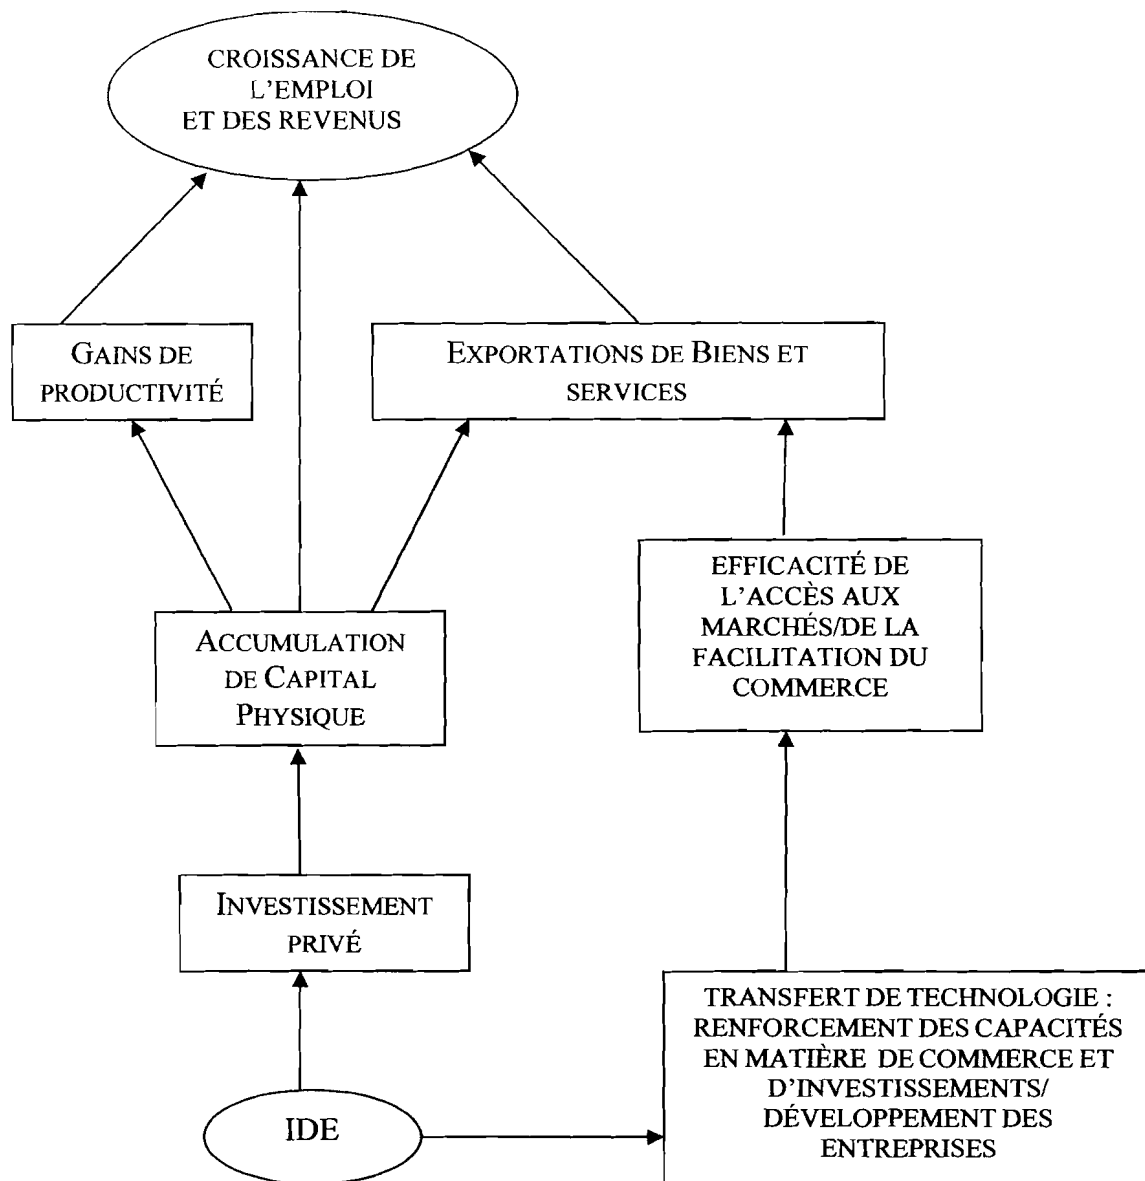 CROISSANCE DE
L'EMPLOI
ET DES REVENUS
GAINS DE
PRODUCTIVITÉ
EXPORTATIONS DE BIENS ET
SERVICES
EFFICACITÉ DE
L'ACCÈS AUX
MARCHÉS/DE LA
FACILITATION DU
COMMERCE
ACCUMULATION
DE CAPITAL
PHYSIQUE
INVESTISSEMENT
PRIVÉ
TRANSFERT DE TECHNOLOGIE :
RENFORCEMENT DES CAPACITÉS
EN MATIÈRE DE COMMERCE ET
D'INVESTISSEMENTS/
DÉVELOPPEMENT DES
ENTREPRISES
IDE